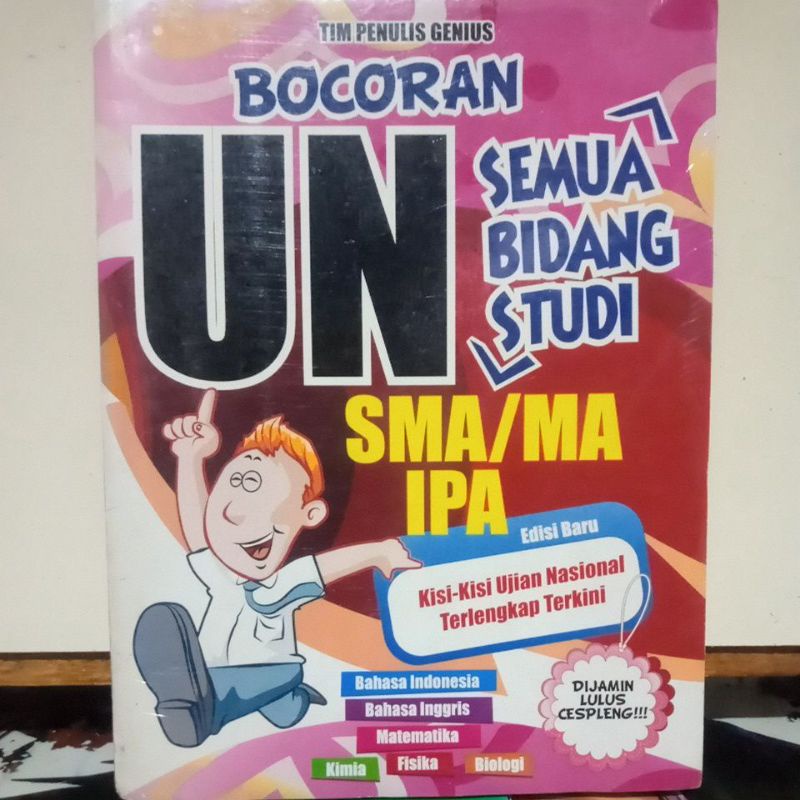 TIM PENULIS GENIUS
BOCORAN
UN
SEMUA
BIDANG
STUDI
SMA/MA
IPA
Edisi Baru
Kisi-Kisi Ujian Nasional
Terlengkap Terkini
Bahasa Indonesia
Bahasa Inggris
Matematika
Kimia Fisika Biologi
DIJAMIN
LULUS
CESPLENG!!!